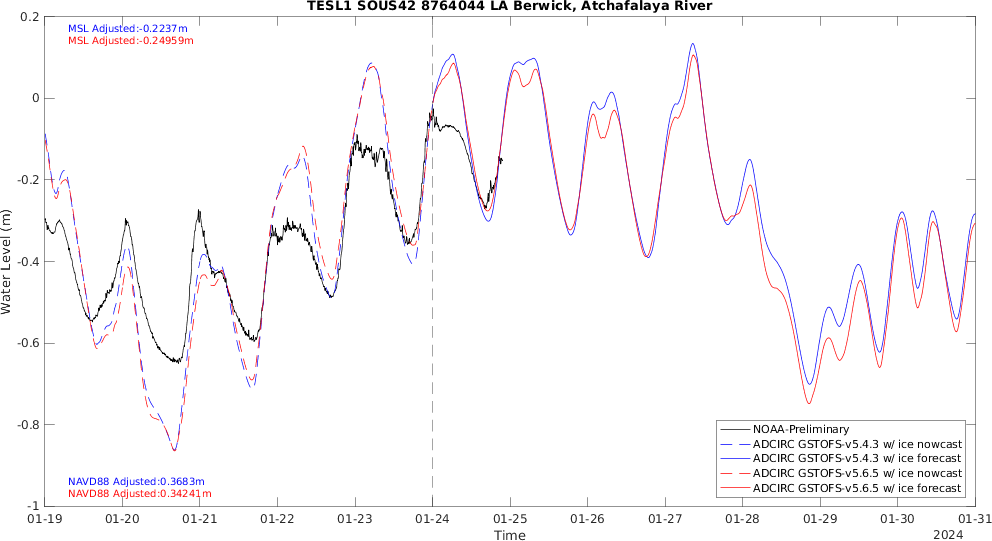 TESL1 SOUS42 8764044 LA Berwick, Atchafalaya River
MSL Adjusted:-0.2237m
MSL Adjusted:-0.24959m
0.2
0
-0.2
-0.4
-0.6
-0.8
-1
Water Level (m)
NAVD88 Adjusted:0.3683m
NAVD88 Adjusted:0.34241m
NOAA-Preliminary
ADCIRC GSTOFS-v5.4.3 w/ ice nowcast
ADCIRC GSTOFS-v5.4.3 w/ ice forecast
ADCIRC GSTOFS-v5.6.5 w/ ice nowcast
ADCIRC GSTOFS-v5.6.5 w/ ice forecast
01-19 01-20 01-21 01-22 01-23 01-24 01-25 01-26 01-27 01-28 01-29 01-30 01-31
Time
2024